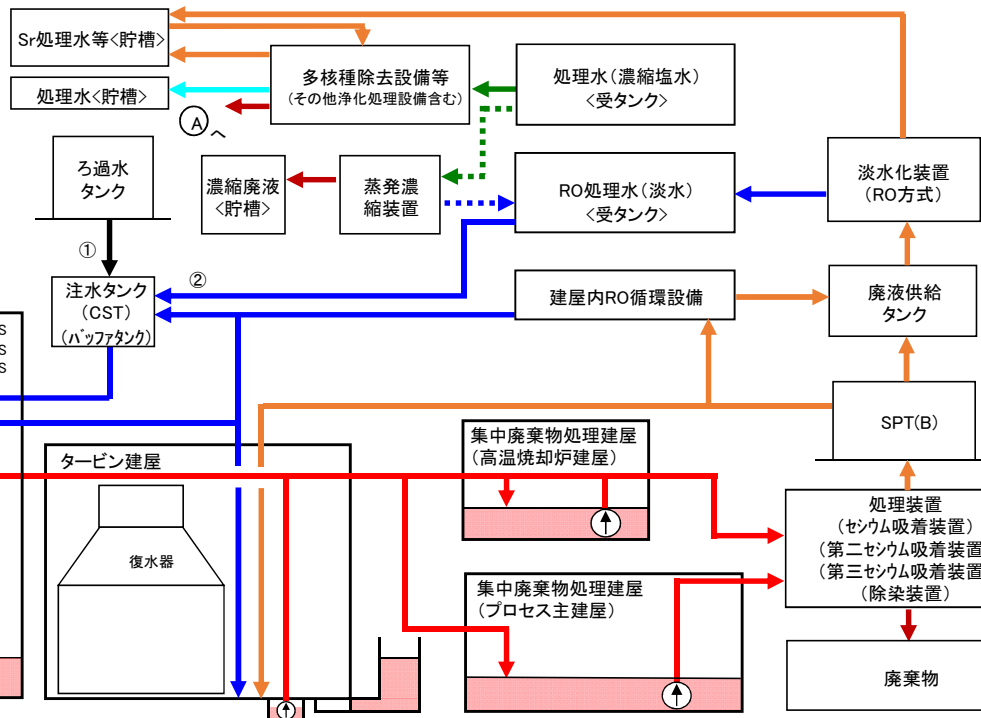 Sr処理水等<貯槽>
処理水<貯槽>
多核種除去設備等
(その他浄化処理設備含む)
Aへ
処理水(濃縮塩水)
<受タンク>
ろ過水
タンク
濃縮廃液
<貯槽>
蒸発濃
縮装置
RO処理水(淡水)
<受タンク>
淡水化装置
(RO方式)
①
②
注水タンク
(CST)
(バッファタンク)
建屋内RO循環設備
廃液供給
タンク
S
S
S
SPT(B)
タービン建屋
復水器
集中廃棄物処理建屋
(高温焼却炉建屋)
処理装置
(セシウム吸着装置)
(第二セシウム吸着装置
(第三セシウム吸着装置
(除染装置)
集中廃棄物処理建屋
(プロセス主建屋)
廃棄物